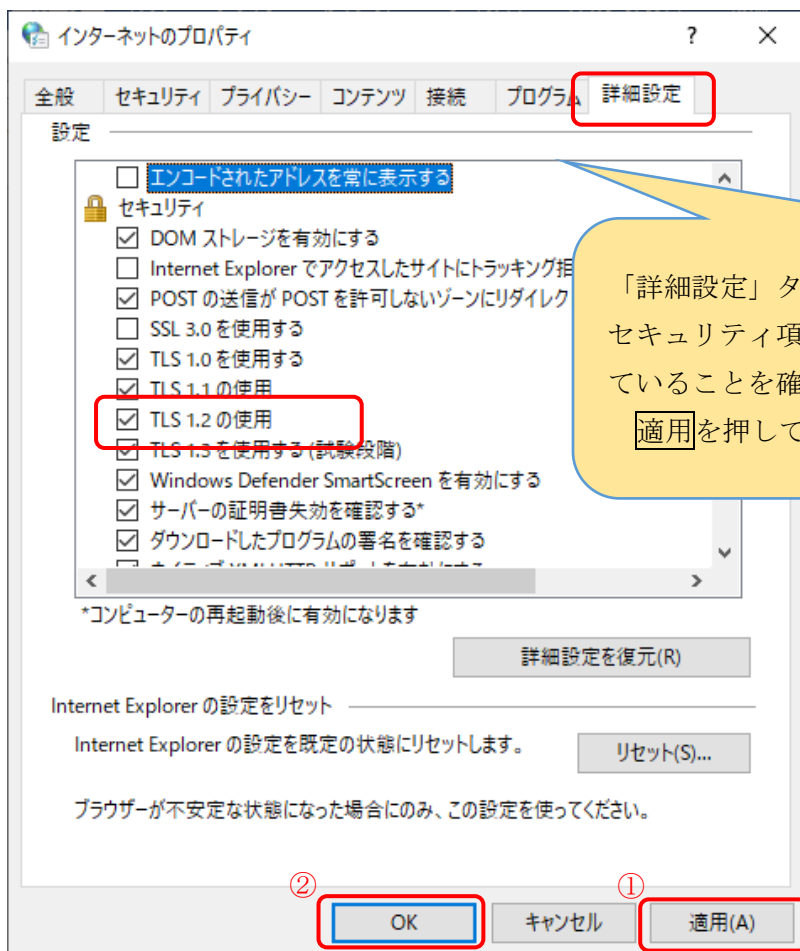 インターネットのプロパティ ? ×
全般 セキュリティ プライバシー コンテンツ 接続 プログラム 詳細設定
設定
エンコードされたアドレスを常に表示する
セキュリティ
DOM ストレージを有効にする
Internet Explorer でアクセスしたサイトにトラッキング拒
POST の送信が POST を許可しないゾーンにリダイレク
SSL 3.0 を使用する
TLS 1.0 を使用する
TLS 1.1 の使用
TLS 1.2 の使用
TLS 1.3 を使用する (試験段階)
Windows Defender SmartScreen を有効にする
サーバーの証明書失効を確認する*
ダウンロードしたプログラムの署名を確認する
「詳細設定」タ
セキュリティ項
ていることを確
適用を押して
*コンピューターの再起動後に有効になります
詳細設定を復元(R)
Internet Explorer の設定をリセット
Internet Explorer の設定を既定の状態にリセットします。
リセット(S)...
ブラウザーが不安定な状態になった場合にのみ、この設定を使ってください。
② ①
OK キャンセル 適用(A)